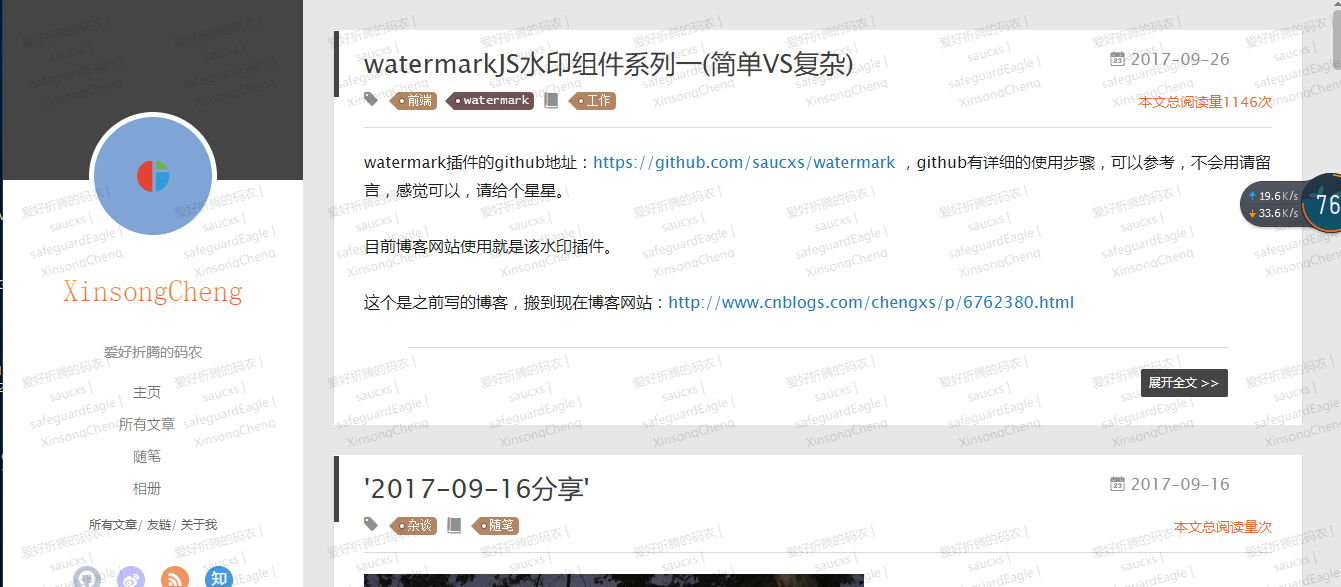 XinsongCheng
爱好折腾的码农
主页
所有文章
随笔
相册
所有文章/ 友链/ 关于我
知
watermarkJS水印组件系列一(简单VS复杂)
23 2017-09-26
前端 watermark 工作
本文总阅读量1146次
watermark插件的github地址：https://github.com/saucxs/watermark ，github有详细的使用步骤，可以参考，不会用请留
言，感觉可以，请给个星星。
目前博客网站使用就是该水印插件。
这个是之前写的博客，搬到现在博客网站：http://www.cnblogs.com/chengxs/p/6762380.html
展开全文 >>
'2017-09-16分享'
23 2017-09-16
杂谈 随笔
本文总阅读量次
19.6K/s
33.6K/s
76
爱好折腾的码农 |
saucxs |
safeguardEagle |
XinsongCheng